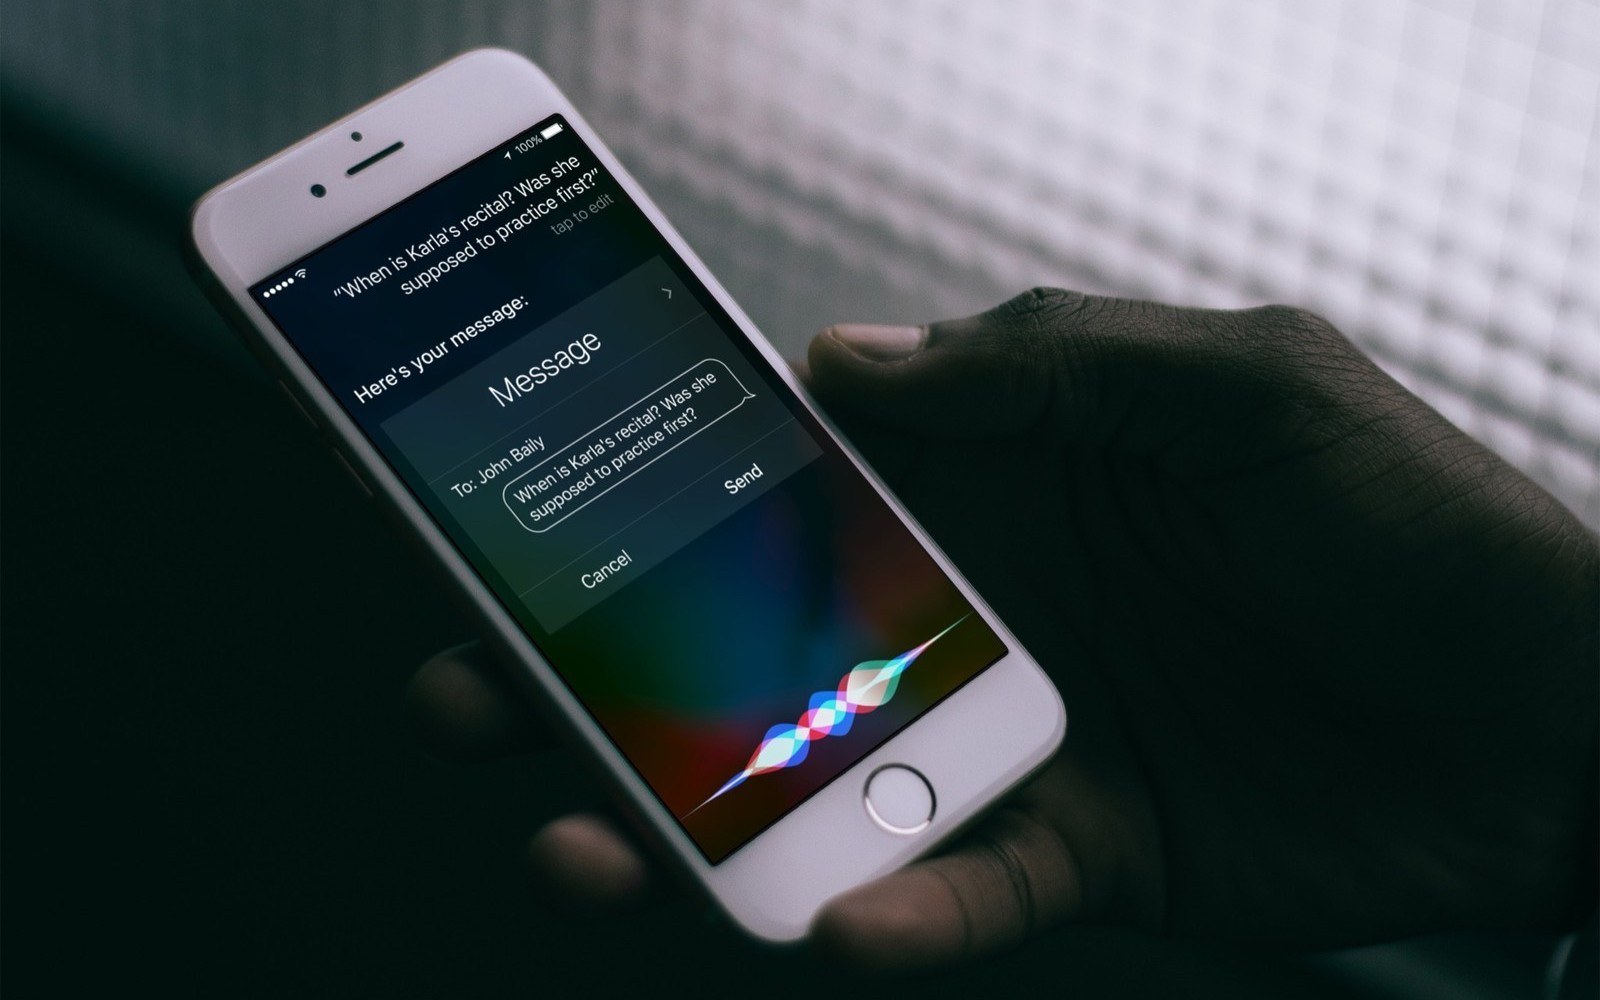 100%
"When is Karla's recital? Was she
supposed to practice first?"
tap to edit
Here's your message:
Message
To: John Baily
When is Karla's recital? Was she
supposed to practice first?
Cancel
Send